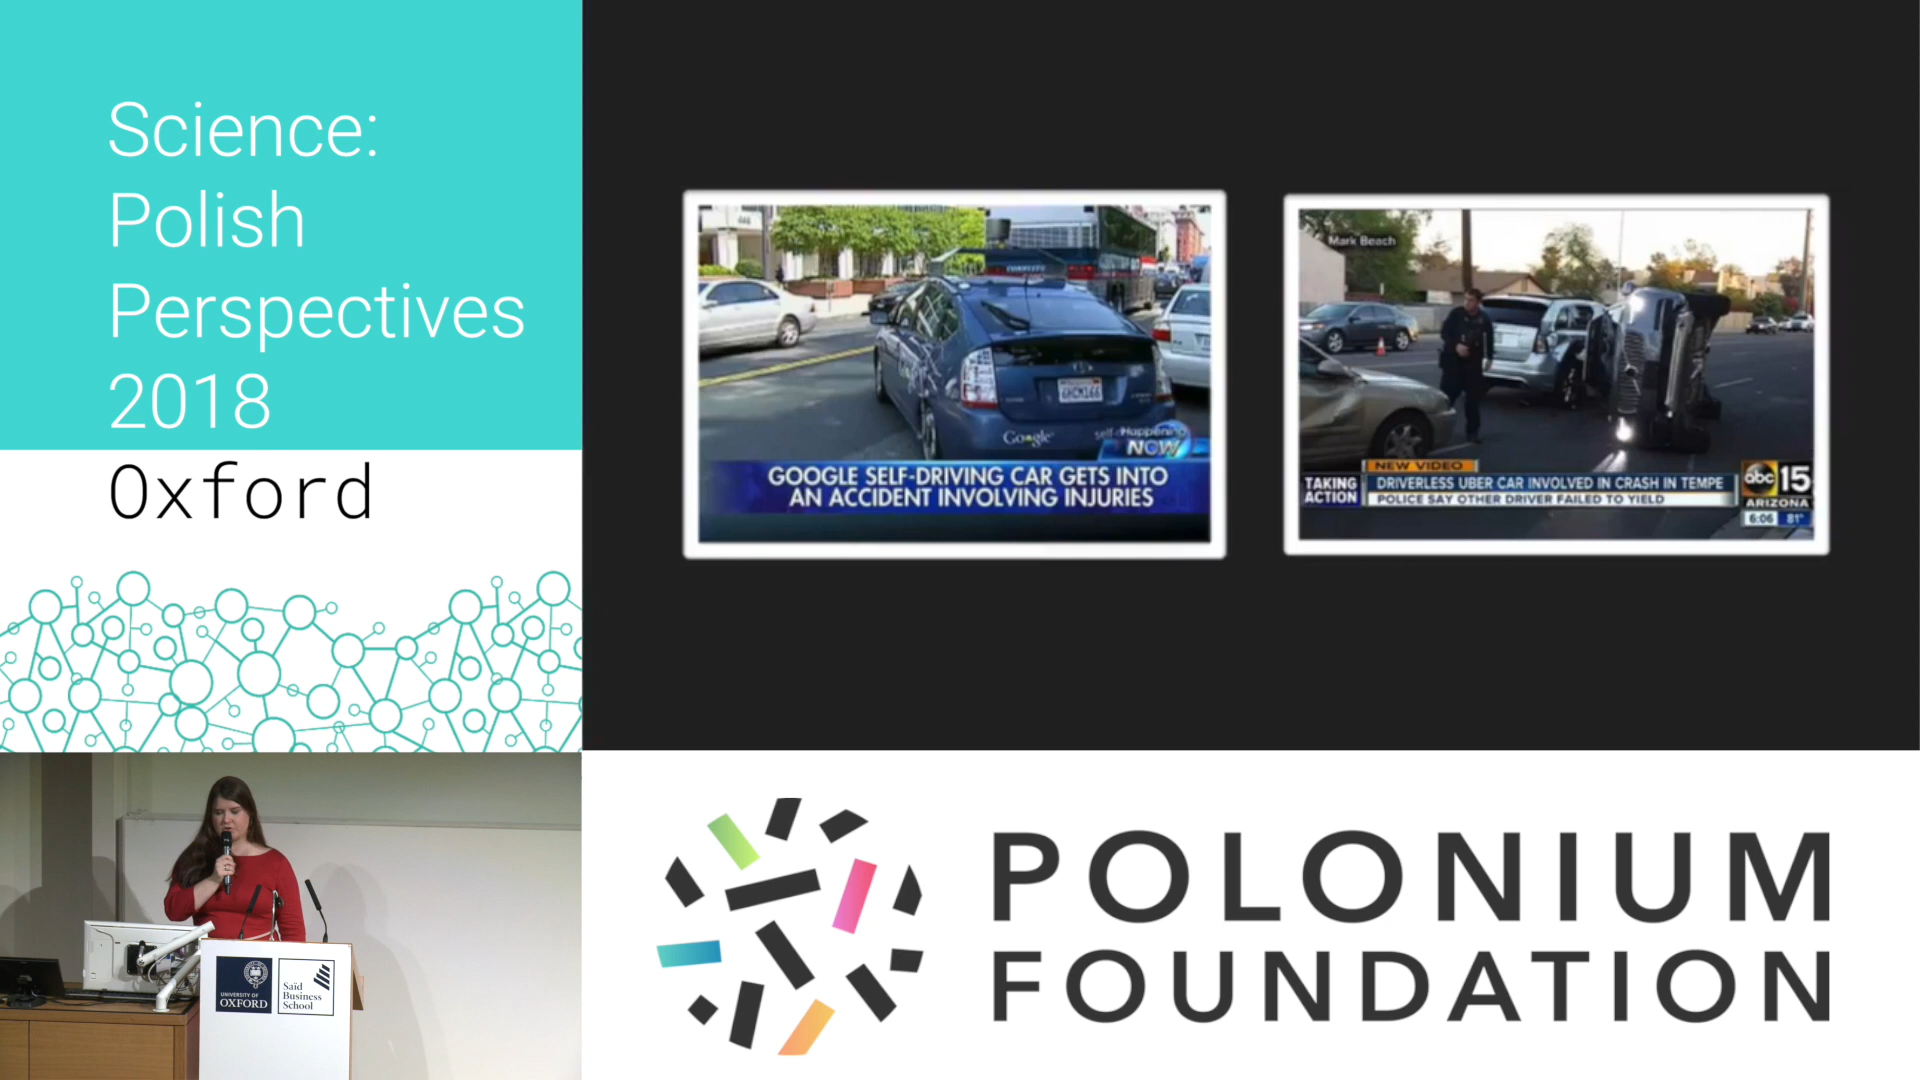 Science:
Polish
Perspectives
2018
Oxford
Mark Beach
Google
self-
Happening
NOW
GOOGLE SELF-DRIVING CAR GETS INTO
AN ACCIDENT INVOLVING INJURIES
NEW VIDEO
TAKING
ACTION
DRIVERLESS UBER CAR INVOLVED IN CRASH IN TEMPE
POLICE SAY OTHER DRIVER FAILED TO YIELD
abc 15
ARIZONA
6:06 81°
UNIVERSITY OF
OXFORD
Saïd
Business
School
POLONIUM
FOUNDATION